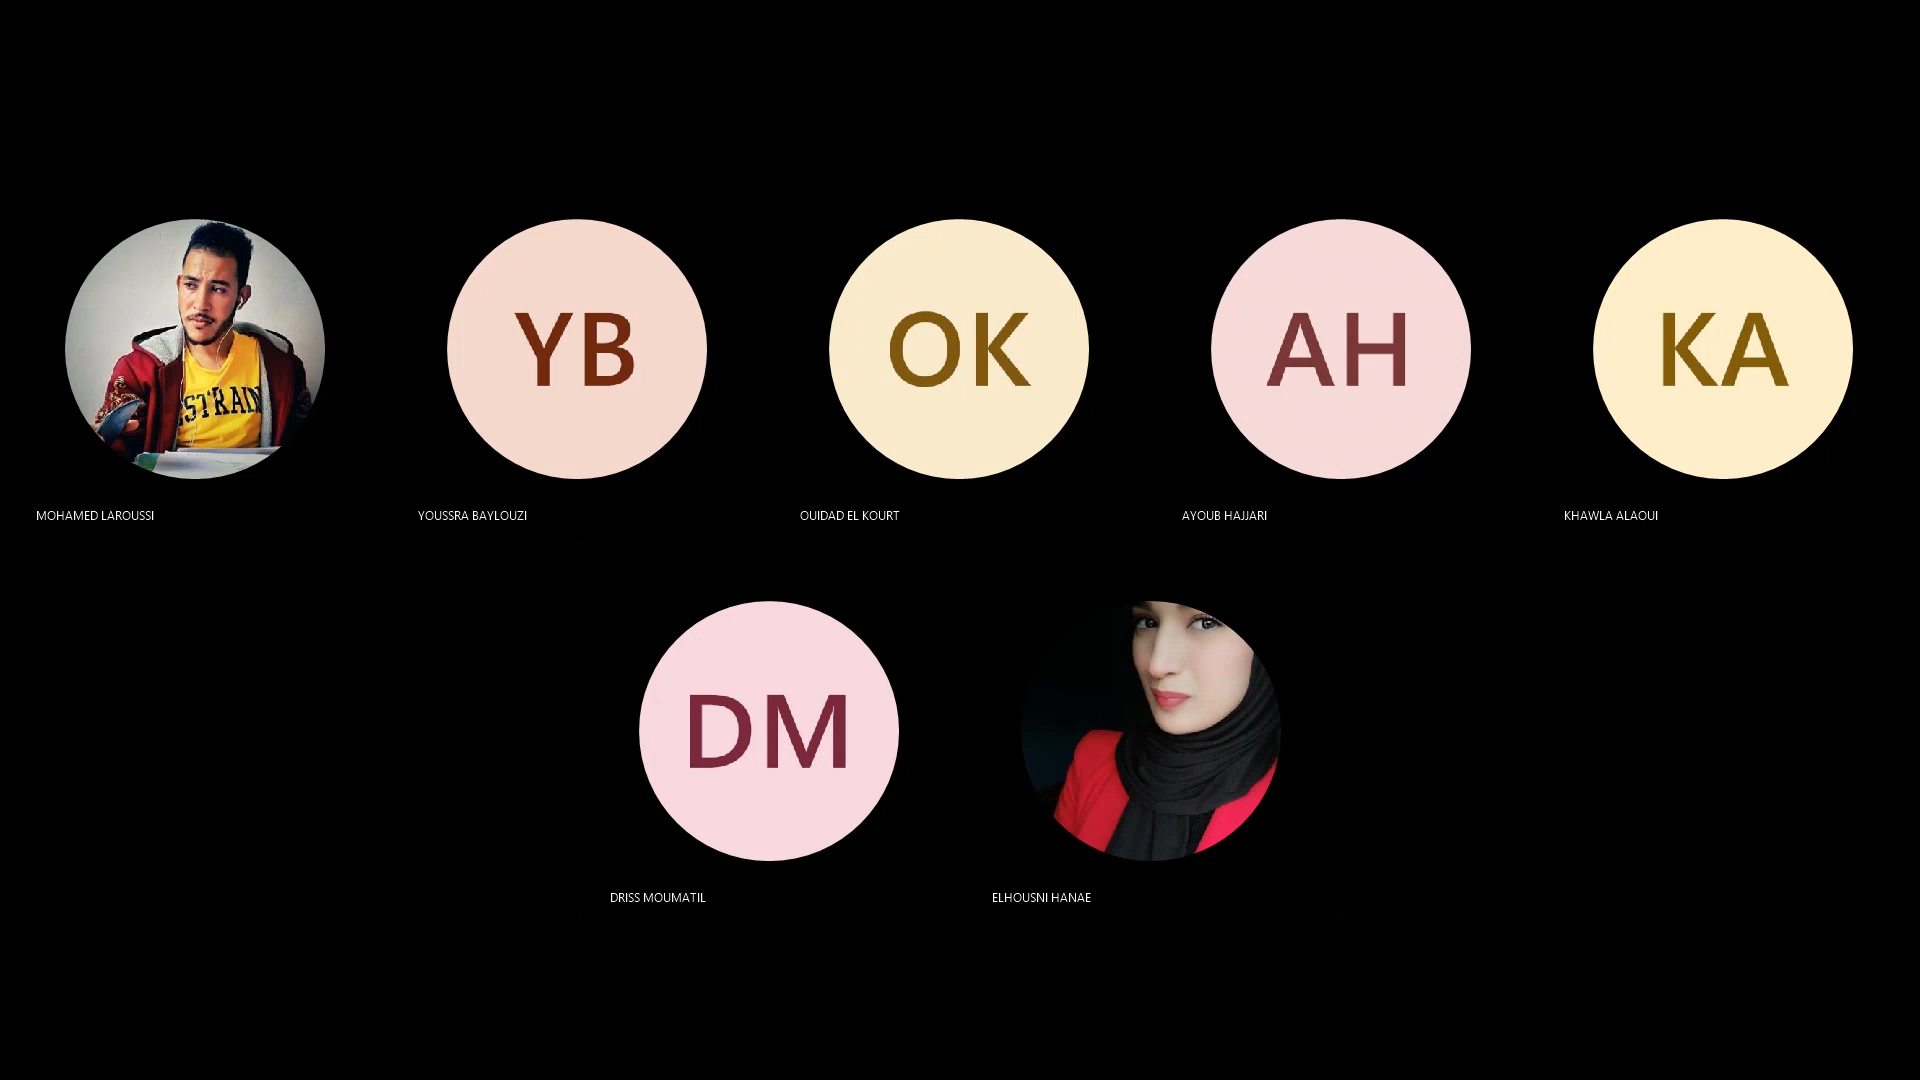 STRAIN
YB
OK
AH
KA
MOHAMED LAROUSSI
YOUSSRA BAYLOUZI
OUIDAD EL KOURT
AYOUB HAJJARI
KHAWLA ALAOUI
DM
DRISS MOUMATIL
ELHOUSNI HANAE